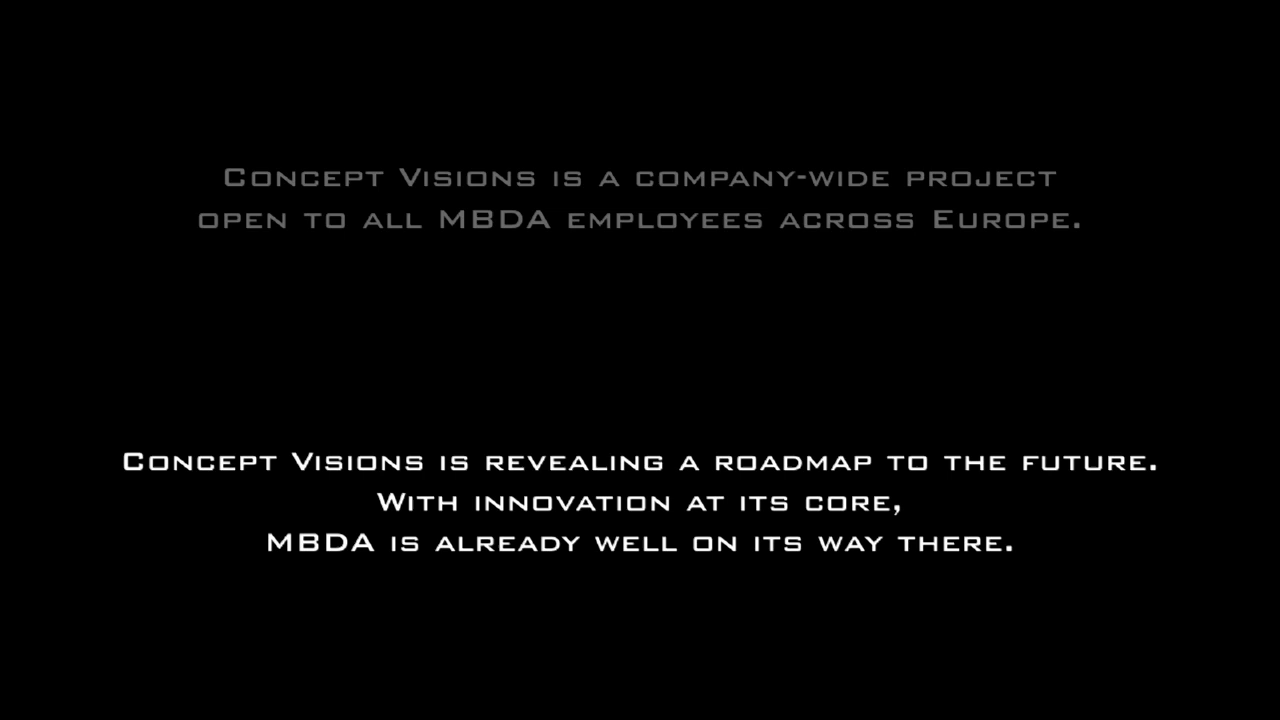 Concept Visions is a company-wide project
open to all MBDA employees across Europe.
Concept Visions is revealing a roadmap to the future.
With innovation at its core,
MBDA is already well on its way there.